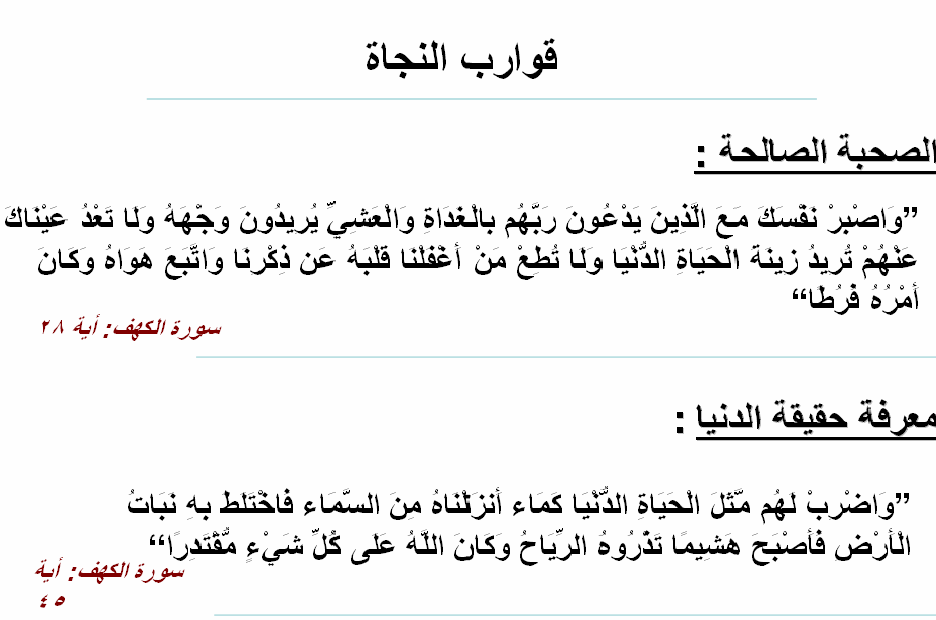 قوارب النجاة
الصحبة الصالحة :
”وَاصْبِرْ نَفْسَكَ مَعَ الَّذِينَ يَدْعُونَ رَبَّهُم بِالْغَدَاةِ وَالْعَشِيِّ يُرِيدُونَ وَجْهَهُ وَلَا تَعْدُ عَيْنَاكَ
عَنْهُمْ تُرِيدُ زِينَةَ الْحَيَاةِ الدُّنْيَا وَلَا تُطِعْ مَنْ أَغْفَلْنَا قَلْبَهُ عَن ذِكْرِنَا وَاتَّبَعَ هَوَاهُ وَكَانَ
أَمْرُهُ فُرُطًا“
سورة الكهف: أية ٢٨
معرفة حقيقة الدنيا :
”وَاضْرِبْ لَهُم مَّثَلَ الْحَيَاةِ الدُّنْيَا كَمَاء أَنزَلْنَاهُ مِنَ السَّمَاء فَاخْتَلَطَ بِهِ نَبَاتُ
الْأَرْضِ فَأَصْبَحَ هَشِيمًا تَذْرُوهُ الرِّيَاحُ وَكَانَ اللَّهُ عَلَى كُلِّ شَيْءٍ مُّقْتَدِرًا“
سورة الكهف: أية
٤٥